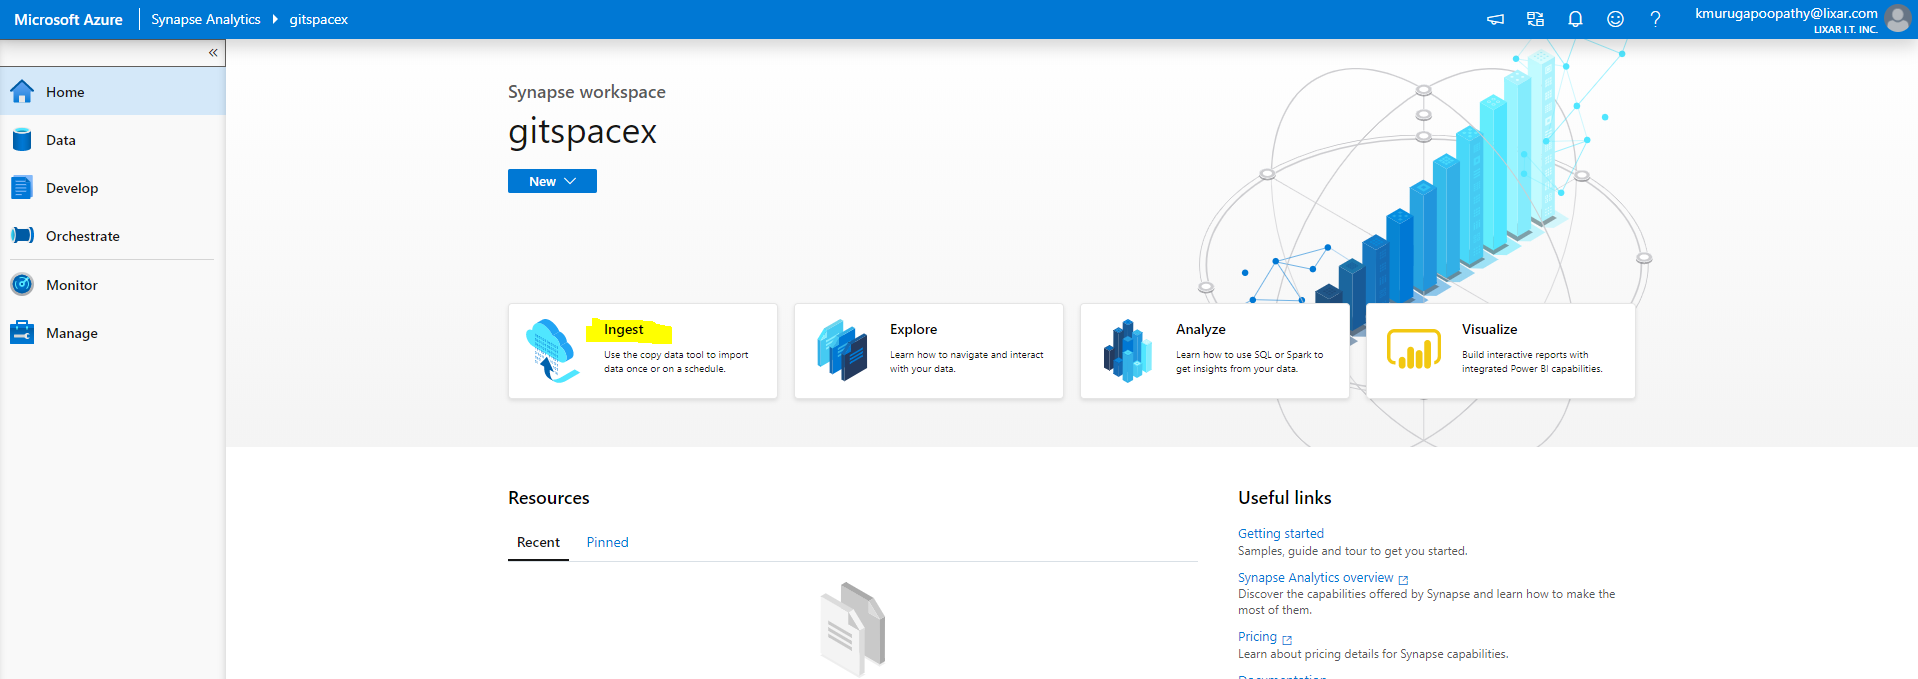 Microsoft Azure
Synapse Analytics
gitspacex
kmurugapoopathy@lixar.com
LIXAR I.T. INC.
Home
Data
Develop
Orchestrate
Monitor
Manage
Synapse workspace
gitspacex
New
Ingest
Use the copy data tool to import
data once or on a schedule.
Explore
Learn how to navigate and interact
with your data.
Analyze
Learn how to use SQL or Spark to
get insights from your data.
Visualize
Build interactive reports with
integrated Power BI capabilities.
Resources
Recent
Pinned
Useful links
Getting started
Samples, guide and tour to get you started.
Synapse Analytics overview
Discover the capabilities offered by Synapse and learn how to make the
most of them.
Pricing
Learn about pricing details for Synapse capabilities.
Documentation